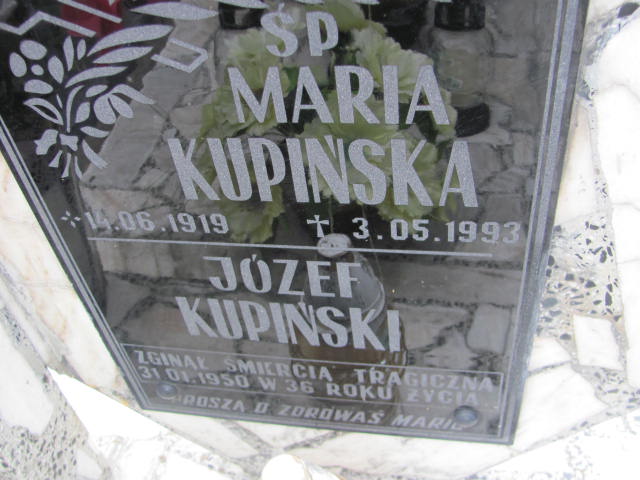 ŚP
MARIA
KUPIŃSKA
* 14.06.1919 † 3.05.1993
JÓZEF
KUPIŃSKI
ZGINĄŁ ŚMIERCIĄ TRAGICZNĄ
31.01.1950 W 36 ROKU ŻYCIA
PROSZĄ O ZDROWAŚ MARIO